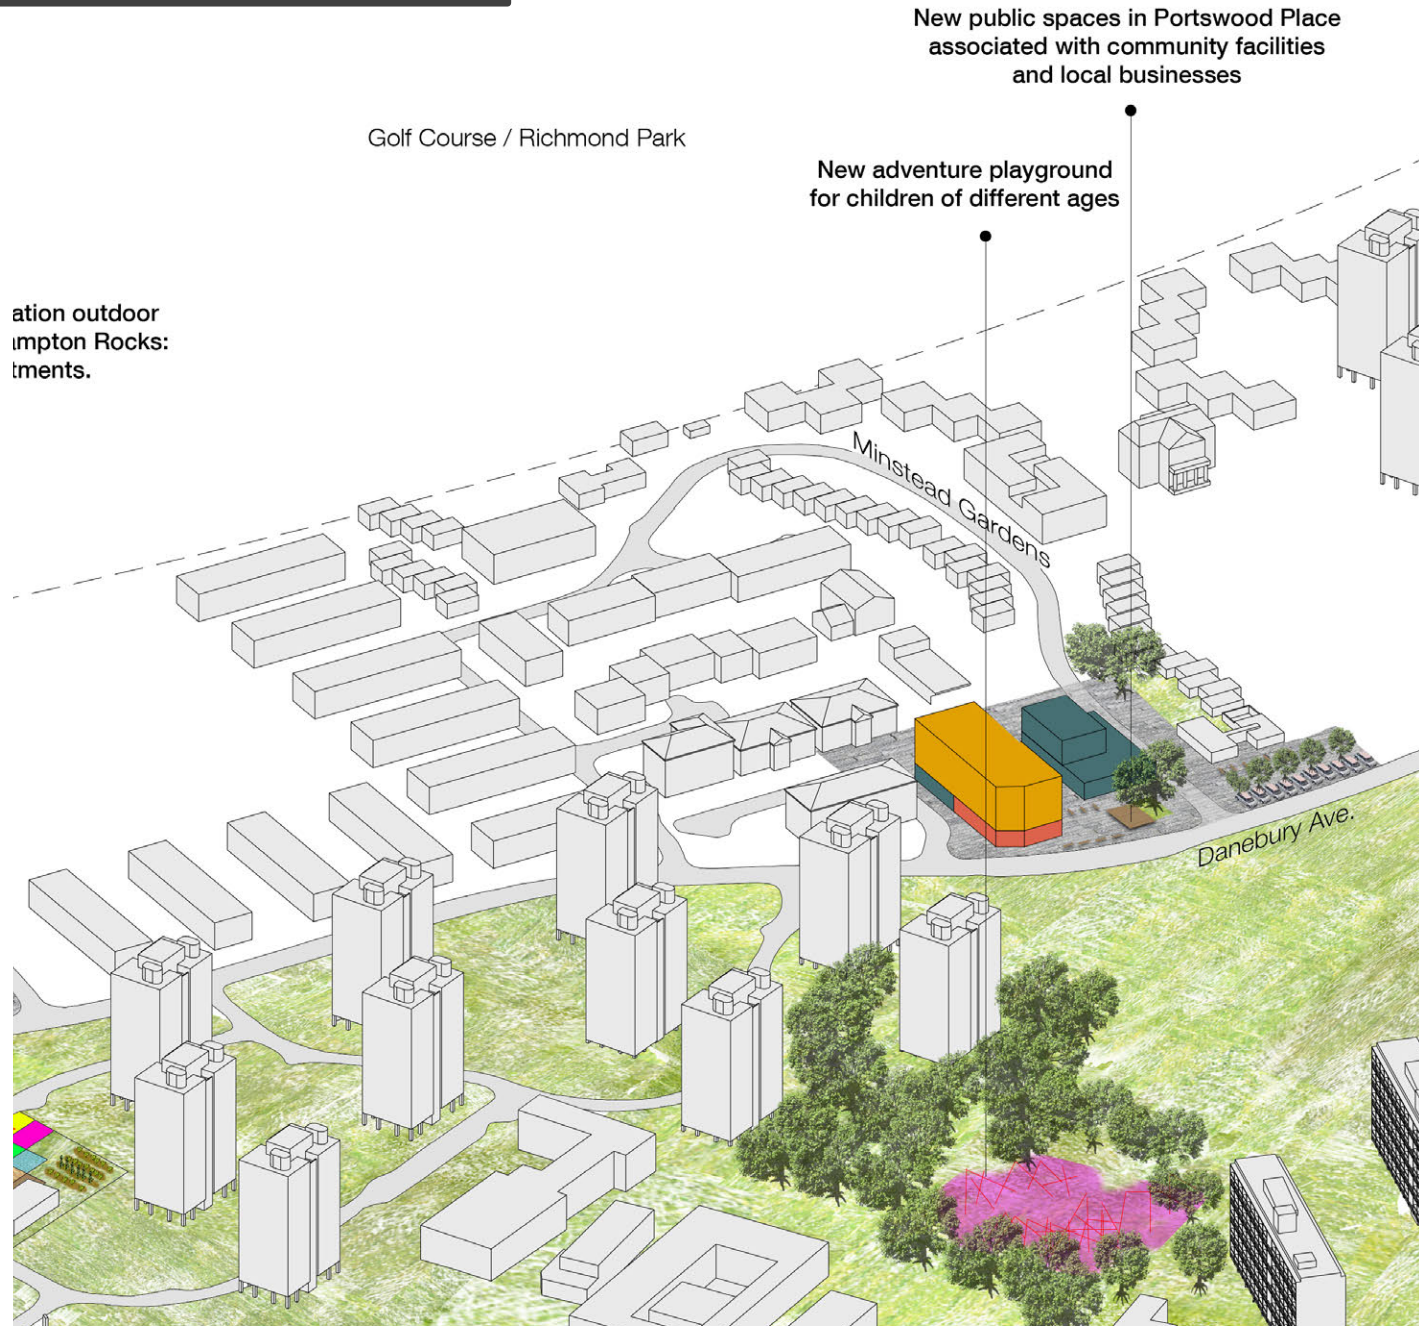 New public spaces in Portswood Place
associated with community facilities
and local businesses
Golf Course / Richmond Park
New adventure playground
for children of different ages
ation outdoor
ampton Rocks:
tments.
Minstead Gardens
Danebury Ave.